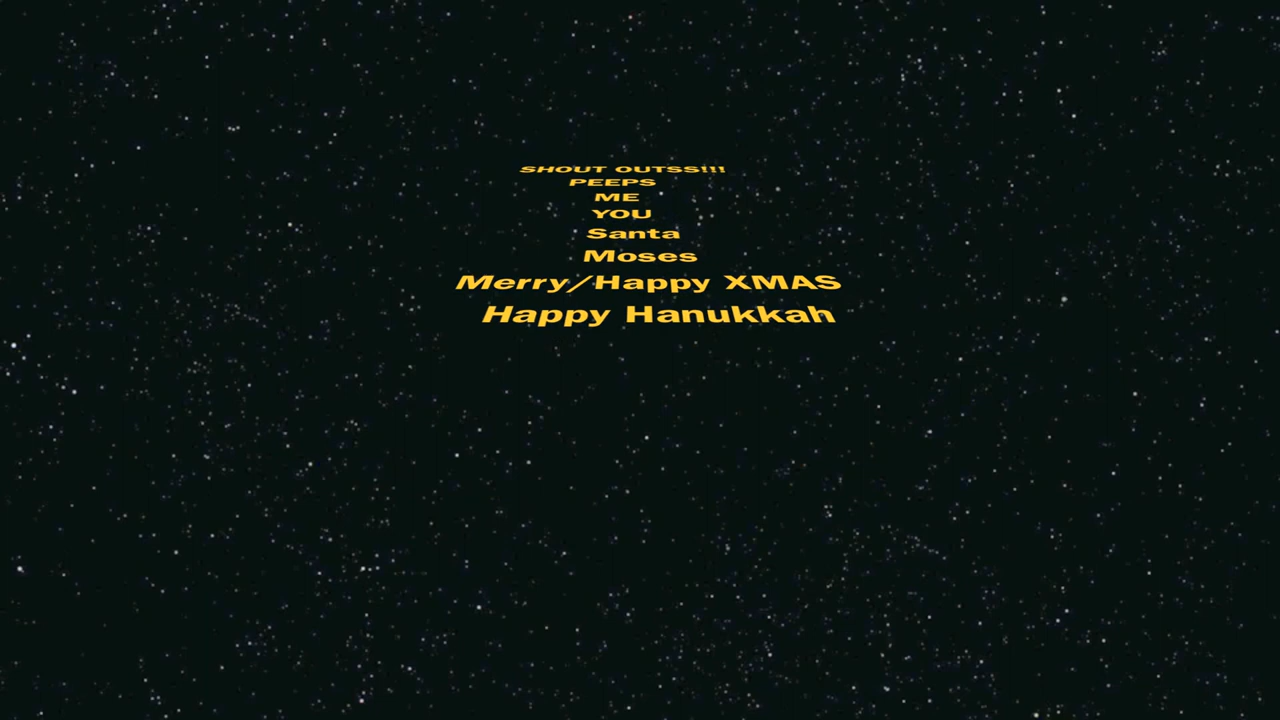 SHOUT OUTSS!!!
PEEPS
ME
YOU
Santa
Moses
Merry/Happy XMAS
Happy Hanukkah